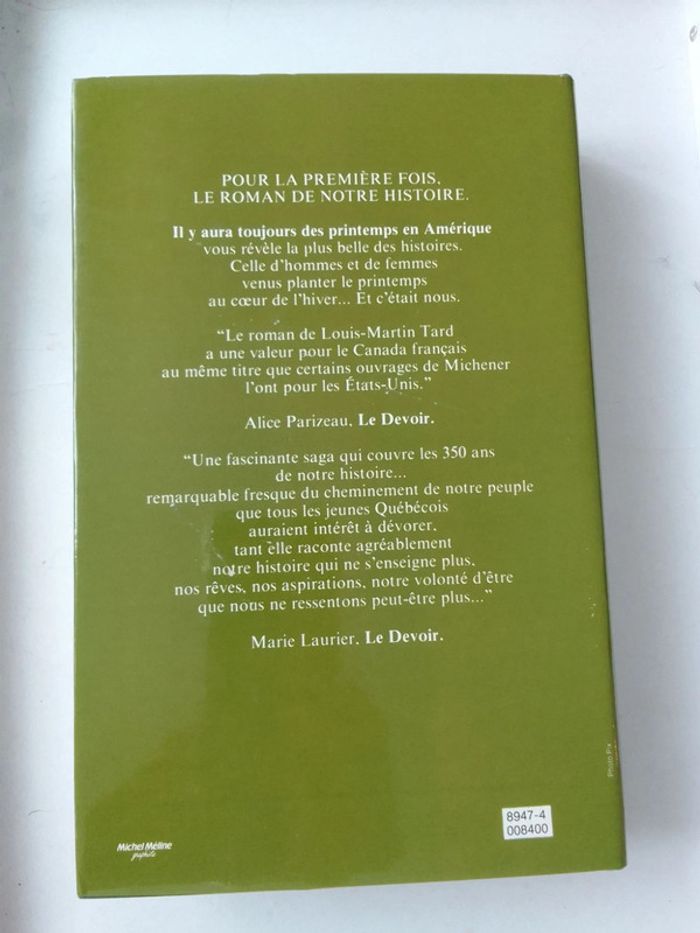 POUR LA PREMIÈRE FOIS,
LE ROMAN DE NOTRE HISTOIRE.
Il y aura toujours des printemps en Amérique
vous révèle la plus belle des histoires.
Celle d'hommes et de femmes
venus planter le printemps
au cœur de l'hiver... Et c'était nous.
“Le roman de Louis-Martin Tard
a une valeur pour le Canada français
au même titre que certains ouvrages de Michener
l'ont pour les États-Unis.”
Alice Parizeau, Le Devoir.
“Une fascinante saga qui couvre les 350 ans
de notre histoire...
remarquable fresque du cheminement de notre peuple
que tous les jeunes Québécois
auraient intérêt à dévorer,
tant elle raconte agréablement
notre histoire qui ne s'enseigne plus,
nos rêves, nos aspirations, notre volonté d'être
que nous ne ressentons peut-être plus...”
Marie Laurier, Le Devoir.
Photo Pix
8947-4
008400
Michel Méline
graphiste